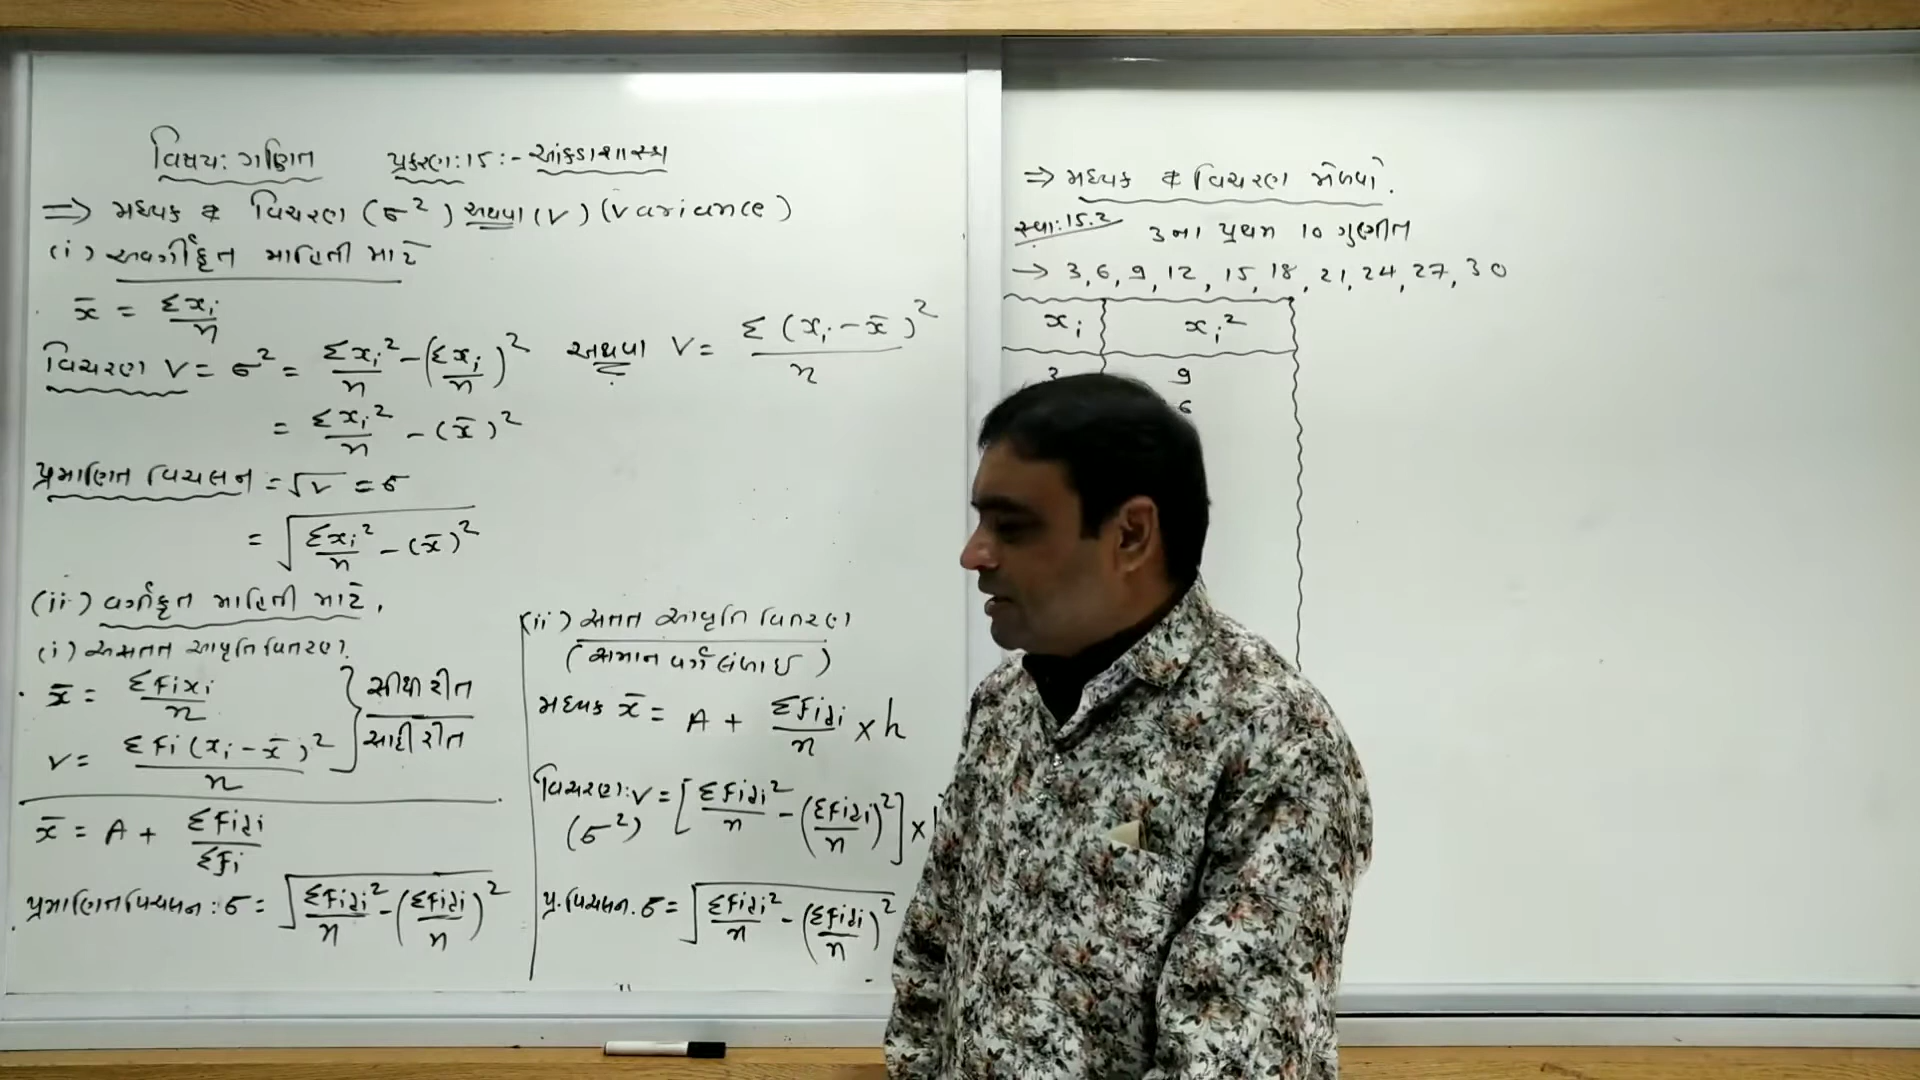 વિષય: ગણિત પ્રકરણ: 15 :- આંકડાશાસ્ત્ર
⇒ મધ્યક ર વિચરણ (σ²) અથવા (V) (Variance)
(i) અવર્ગીકૃત માહિતી માટે
x̄ = Σxᵢ/n
વિચરણ V = σ² = Σxᵢ²/n − (Σxᵢ/n)² અથવા V = Σ(xᵢ − x̄)²/n
= Σxᵢ²/n − (x̄)²
પ્રમાણિત વિચલન = √V = σ
= √(Σxᵢ²/n − (x̄)²)
(ii) વર્ગીકૃત માહિતી માટે,
(i) અસતત આવૃત્તિ વિતરણ
x̄ = Σfixi/n
V = Σfi(xᵢ − x̄)²/n
સીધી રીત
સાદી રીત
x̄ = A + Σfidi/Σfi
પ્રમાણિત વિચલન: σ = √(Σfidi²/n − (Σfidi/n)²)
(ii) સતત આવૃત્તિ વિતરણ
(સમાન વર્ગલંબાઈ)
મધ્યક x̄ = A + Σfidi/n × h
વિચરણ: V = [Σfidi²/n − (Σfidi/n)²] ×
(σ²)
પ્ર. વિચલન. σ = √(Σfidi²/n − (Σfidi/n)²)
⇒ મધ્યક ર વિચરણ મેળવો.
સ્વા: 15.2 3ના પ્રથમ 10 ગુણીત
→ 3, 6, 9, 12, 15, 18, 21, 24, 27, 30
xᵢ xᵢ²
3 9
6